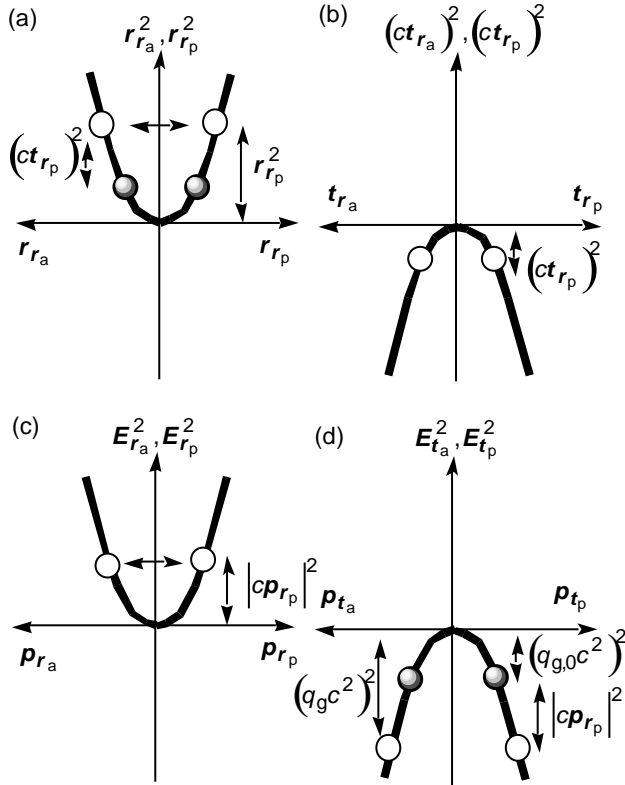 (a)
r_{r_a}^2, r_{r_p}^2
(ct_{r_p})^2
r_{r_p}^2
r_{r_a}
r_{r_p}
(b)
(ct_{r_a})^2, (ct_{r_p})^2
t_{r_a}
t_{r_p}
(ct_{r_p})^2
(c)
E_{r_a}^2, E_{r_p}^2
|cp_{r_p}|^2
p_{r_a}
p_{r_p}
(d)
E_{t_a}^2, E_{t_p}^2
p_{t_a}
p_{t_p}
(q_{g,0}c^2)^2
(q_g c^2)^2
|cp_{r_p}|^2